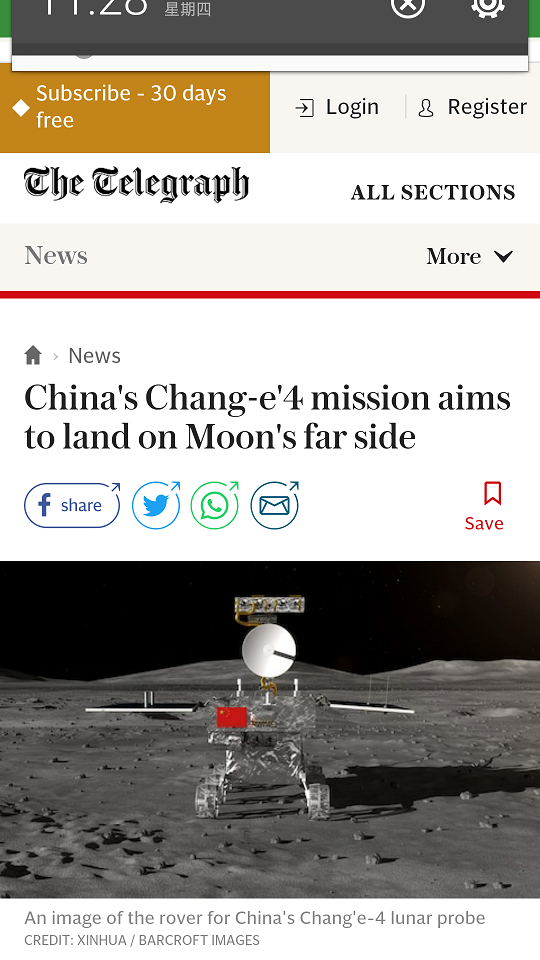 11:28 星期四
Subscribe - 30 days
free
Login
Register
The Telegraph
ALL SECTIONS
News
More
News
China's Chang-e'4 mission aims
to land on Moon's far side
share
Save
An image of the rover for China's Chang'e-4 lunar probe
CREDIT: XINHUA / BARCROFT IMAGES